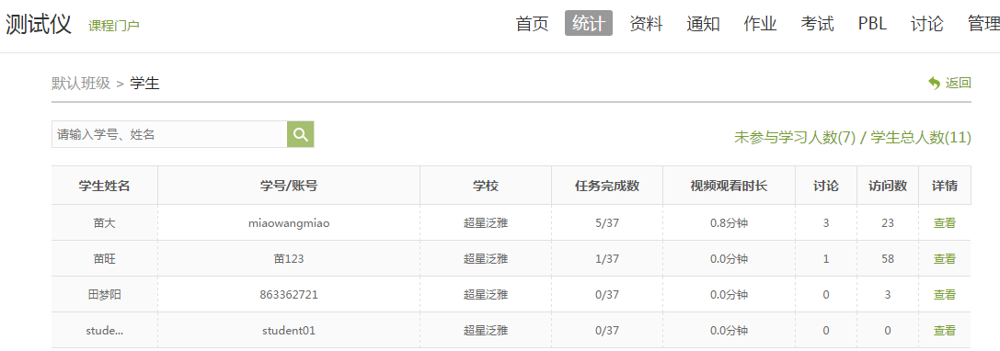 测试仪 课程门户 首页 统计 资料 通知 作业 考试 PBL 讨论 管理
默认班级 > 学生 返回
请输入学号、姓名
未参与学习人数(7) / 学生总人数(11)
学生姓名 学号/账号 学校 任务完成数 视频观看时长 讨论 访问数 详情
苗大 miaowangmiao 超星泛雅 5/37 0.8分钟 3 23 查看
苗旺 苗123 超星泛雅 1/37 0.0分钟 1 58 查看
田梦阳 863362721 超星泛雅 0/37 0.0分钟 0 3 查看
stude... student01 超星泛雅 0/37 0.0分钟 0 0 查看